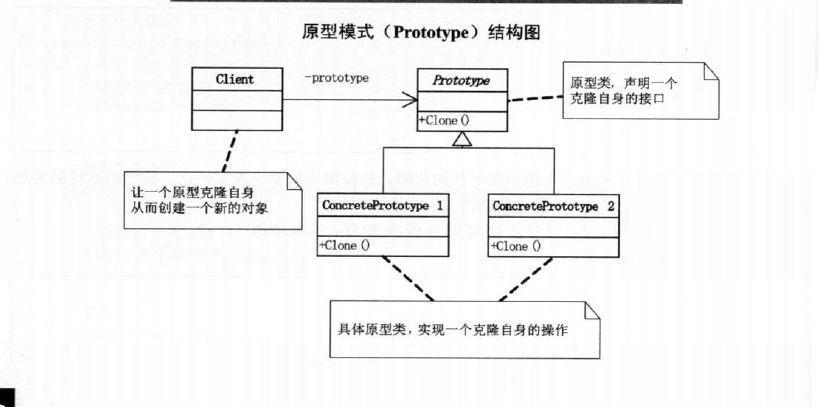 原型模式（Prototype）结构图
Client
-prototype
Prototype
+Clone()
原型类，声明一个
克隆自身的接口
让一个原型克隆自身
从而创建一个新的对象
ConcretePrototype 1
+Clone()
ConcretePrototype 2
+Clone()
具体原型类，实现一个克隆自身的操作